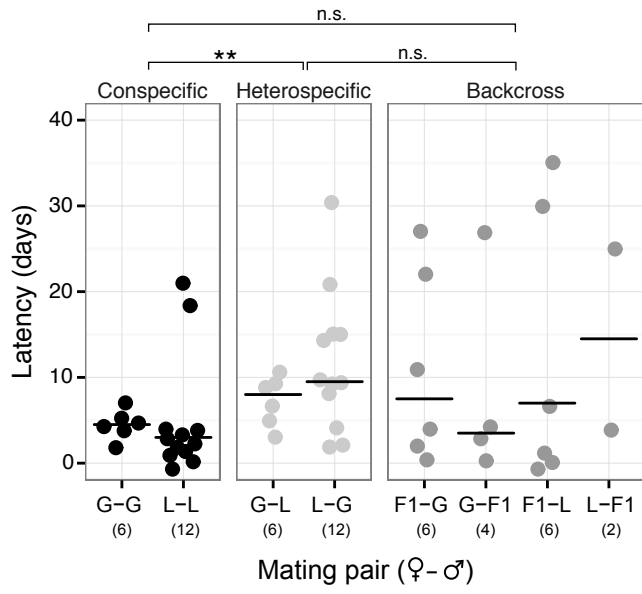 n.s.
** n.s.
Conspecific Heterospecific Backcross
40
30
20
10
0
Latency (days)
G−G L−L G−L L−G F1−G G−F1 F1−L L−F1
(6) (12) (6) (12) (6) (4) (6) (2)
Mating pair (♀−♂)